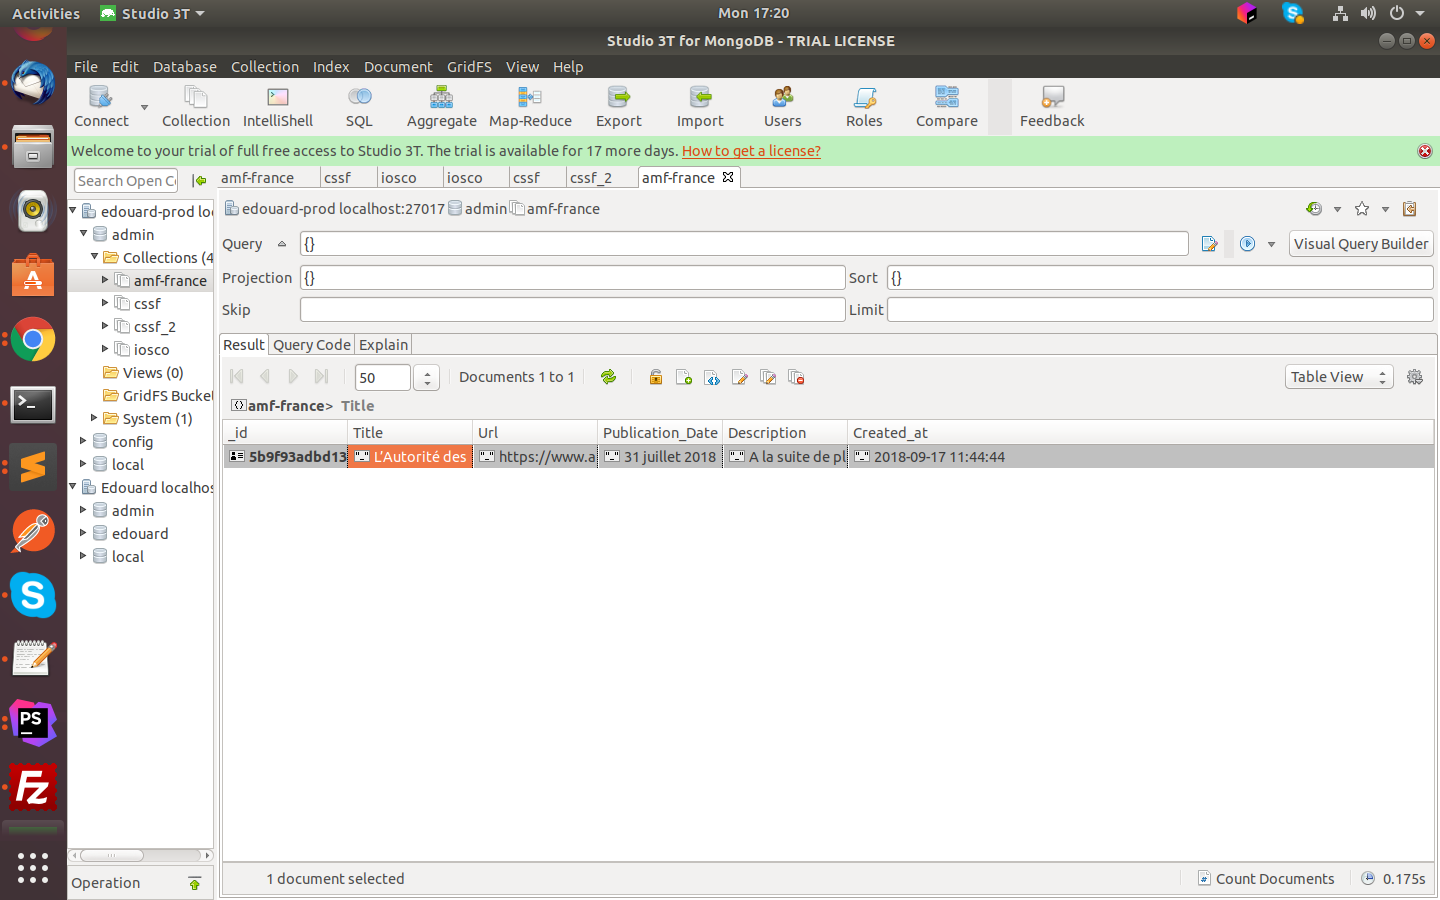 Activities Studio 3T Mon 17:20
Studio 3T for MongoDB - TRIAL LICENSE
File Edit Database Collection Index Document GridFS View Help
Connect Collection IntelliShell SQL Aggregate Map-Reduce Export Import Users Roles Compare Feedback
Welcome to your trial of full free access to Studio 3T. The trial is available for 17 more days. How to get a license?
Search Open Co
amf-france cssf iosco iosco cssf cssf_2 amf-france
edouard-prod loc
admin
Collections (4
amf-france
cssf
cssf_2
iosco
Views (0)
GridFS Bucket
System (1)
config
local
Edouard localhos
admin
edouard
local
Operation
edouard-prod localhost:27017 admin amf-france
Query {} Visual Query Builder
Projection {} Sort {}
Skip Limit
Result Query Code Explain
50 Documents 1 to 1 Table View
amf-france> Title
_id Title Url Publication_Date Description Created_at
5b9f93adbd13 L'Autorité des https://www.a 31 juillet 2018 A la suite de pl 2018-09-17 11:44:44
1 document selected Count Documents 0.175s
PS
Fz